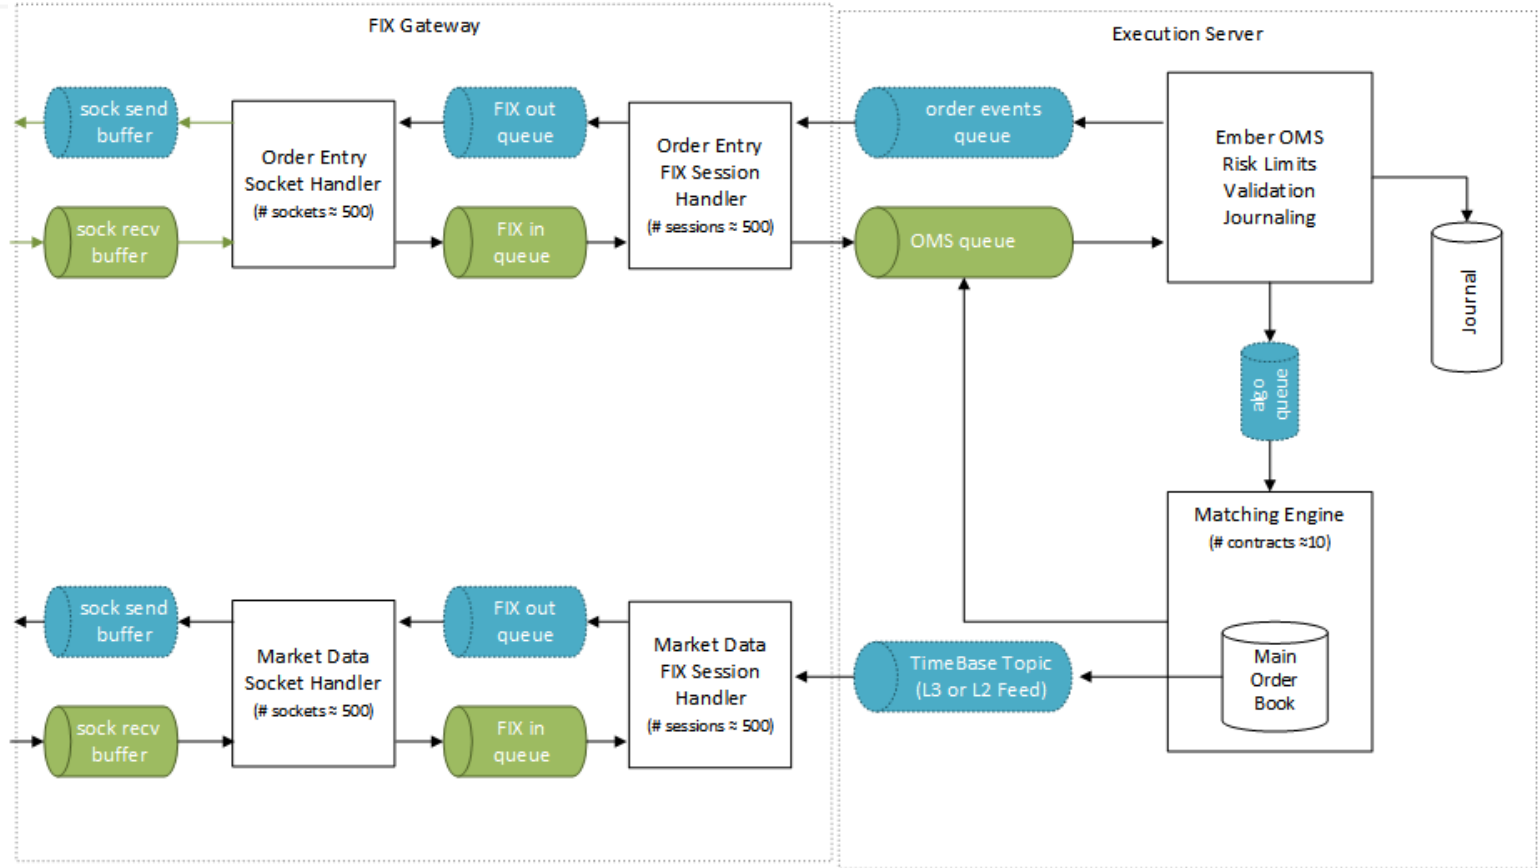 FIX Gateway
Execution Server
sock send
buffer
Order Entry
Socket Handler
(# sockets ≈ 500)
sock recv
buffer
FIX out
queue
FIX in
queue
Order Entry
FIX Session
Handler
(# sessions ≈ 500)
order events
queue
OMS queue
Ember OMS
Risk Limits
Validation
Journaling
Journal
algo
queue
Matching Engine
(# contracts ≈10)
Main
Order
Book
TimeBase Topic
(L3 or L2 Feed)
sock send
buffer
Market Data
Socket Handler
(# sockets ≈ 500)
sock recv
buffer
FIX out
queue
FIX in
queue
Market Data
FIX Session
Handler
(# sessions ≈ 500)